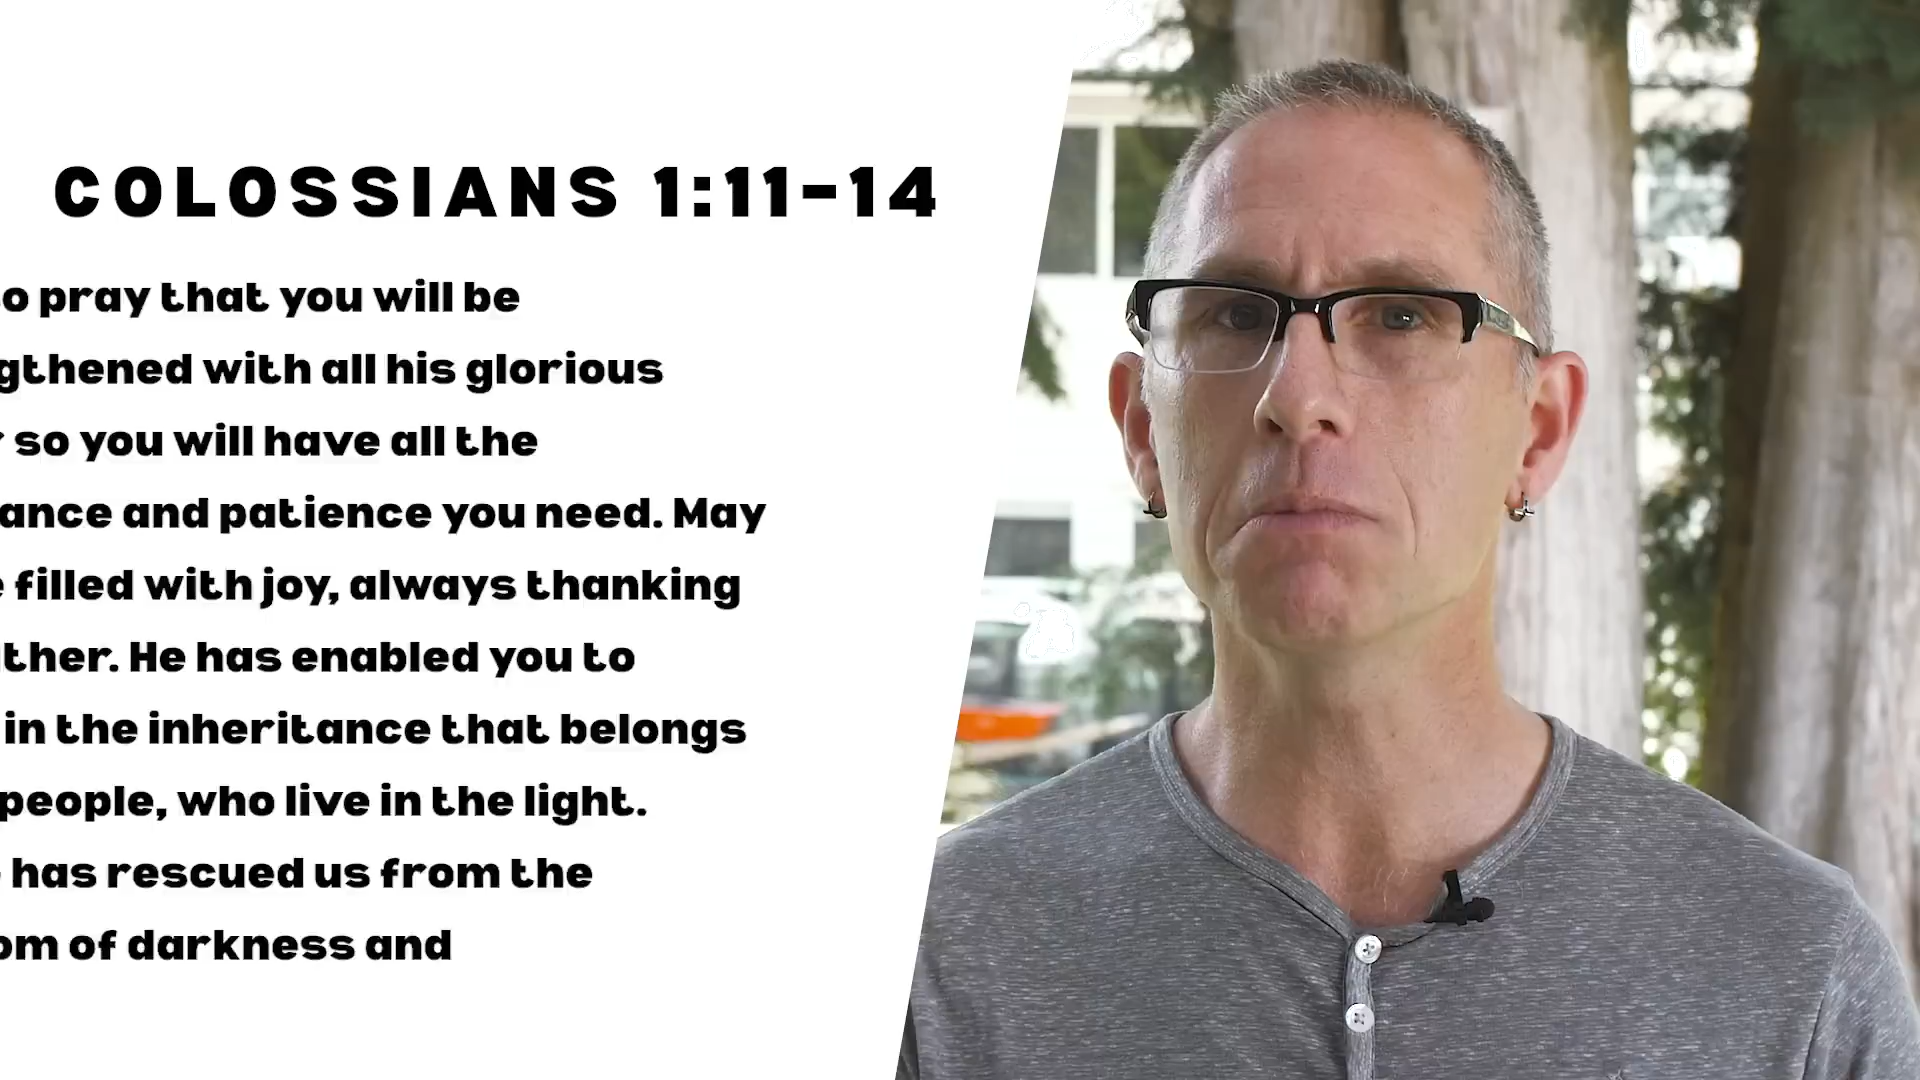 COLOSSIANS 1:11-14
o pray that you will be
gthened with all his glorious
so you will have all the
ance and patience you need. May
filled with joy, always thanking
ther. He has enabled you to
in the inheritance that belongs
people, who live in the light.
has rescued us from the
om of darkness and